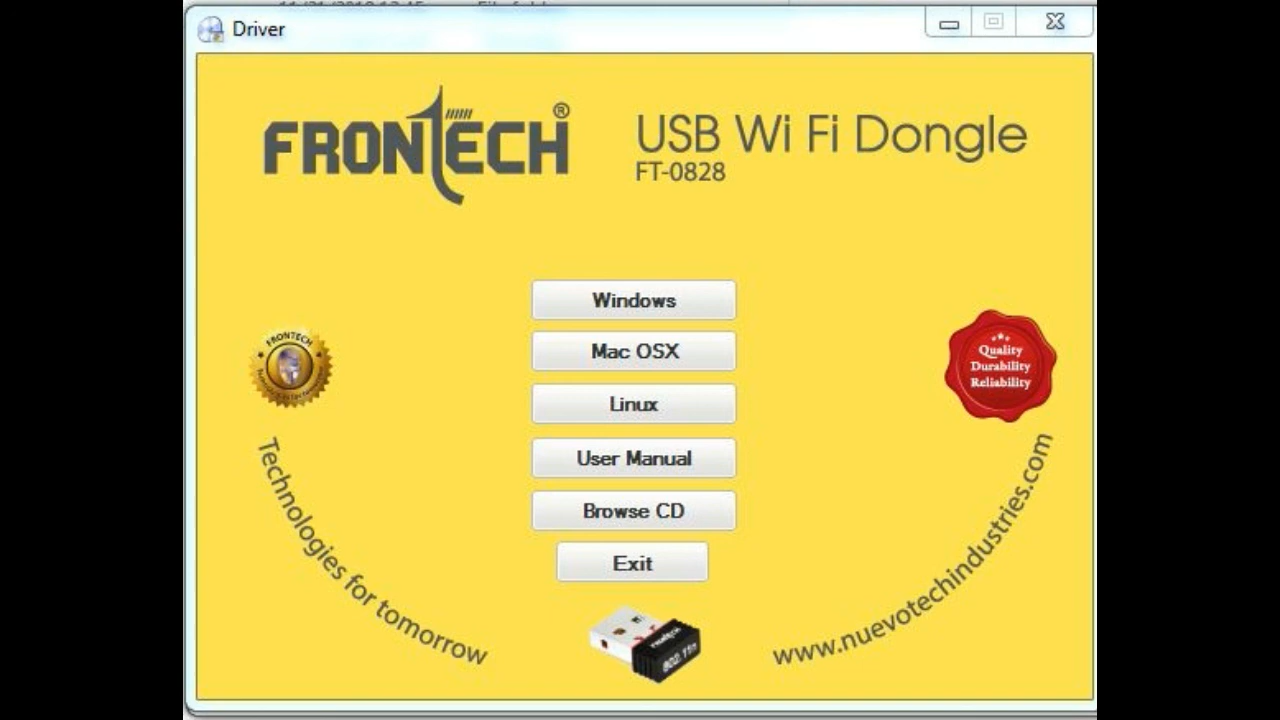 Driver
FRONTECH®
USB Wi Fi Dongle
FT-0828
Windows
Mac OSX
Linux
User Manual
Browse CD
Exit
FRONTECH
Quality
Durability
Reliability
Technologies for tomorrow
www.nuevotechindustries.com
frontech
802.11n